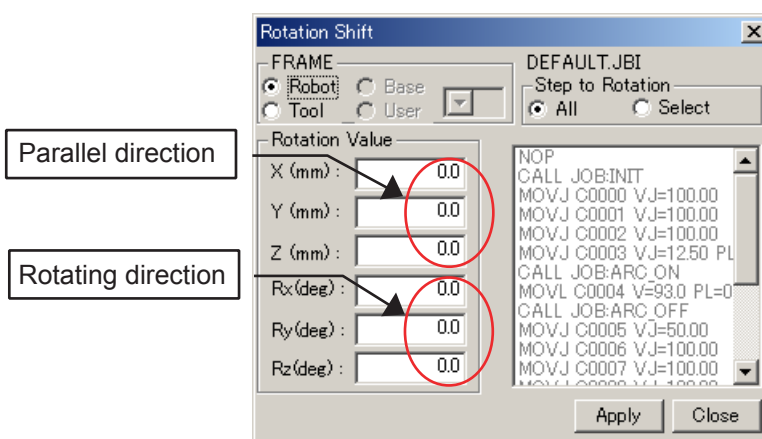 Rotation Shift
FRAME
Robot
Base
Tool
User
DEFAULT.JBI
Step to Rotation
All
Select
Parallel direction
Rotating direction
Rotation Value
X (mm) : 0.0
Y (mm) : 0.0
Z (mm) : 0.0
Rx(deg) : 0.0
Ry(deg) : 0.0
Rz(deg) : 0.0
NOP
CALL JOB:INIT
MOVJ C0000 VJ=100.00
MOVJ C0001 VJ=100.00
MOVJ C0002 VJ=100.00
MOVJ C0003 VJ=12.50 PL
CALL JOB:ARC_ON
MOVL C0004 V=93.0 PL=0
CALL JOB:ARC_OFF
MOVJ C0005 VJ=50.00
MOVJ C0006 VJ=100.00
MOVJ C0007 VJ=100.00
Apply
Close